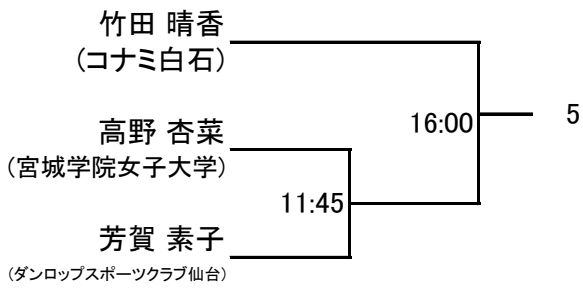 竹田 晴香
(コナミ白石)
16:00
5
高野 杏菜
(宮城学院女子大学)
11:45
芳賀 素子
(ダンロップスポーツクラブ仙台)